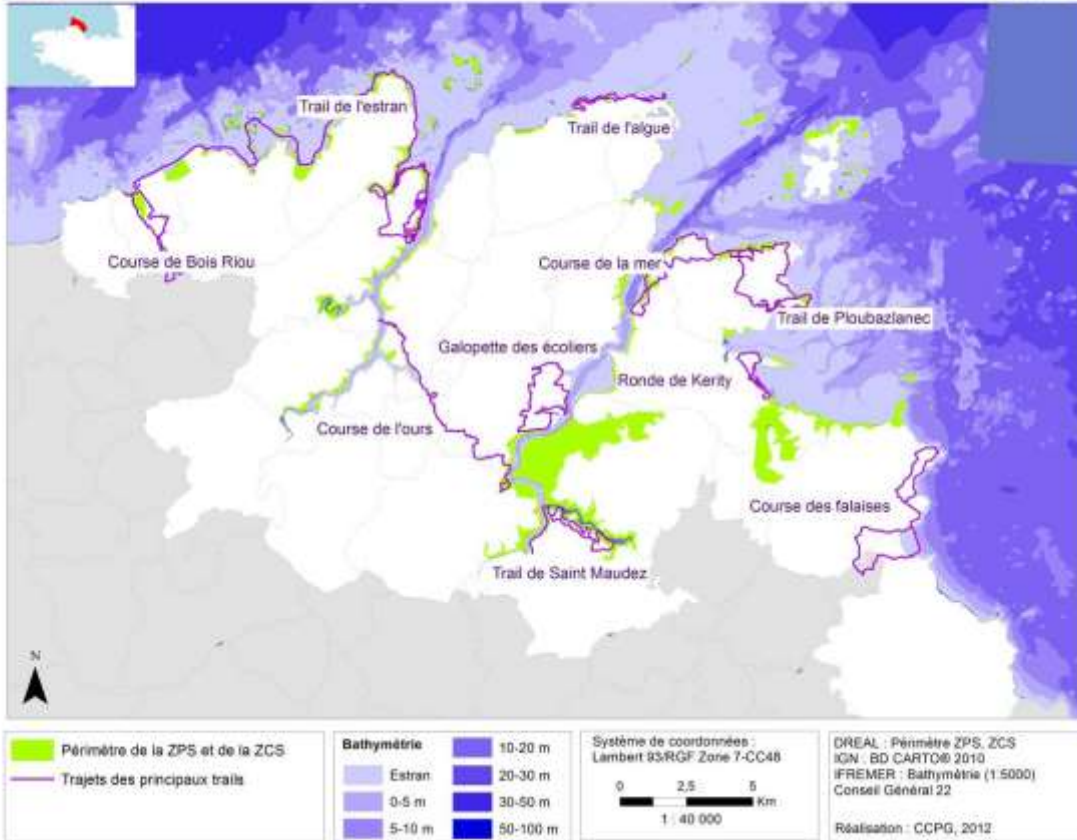 Trail de l'estran
Trail de l'algue
Course de Bois Riou
Course de la mer
Trail de Ploubazlanec
Galopette des écoliers
Ronde de Kerity
Course de l'ours
Course des falaises
Trail de Saint Maudez
N
Périmètre de la ZPS et de la ZCS
Trajets des principaux trails
Bathymétrie
Estran
0-5 m
5-10 m
10-20 m
20-30 m
30-50 m
50-100 m
Système de coordonnées :
Lambert 93/RGF Zone 7-CC48
0 2,5 5
Km
1 : 40 000
DREAL : Périmètre ZPS, ZCS
IGN : BD CARTO® 2010
IFREMER : Bathymétrie (1:5000)
Conseil Général 22
Réalisation : CCPG, 2012